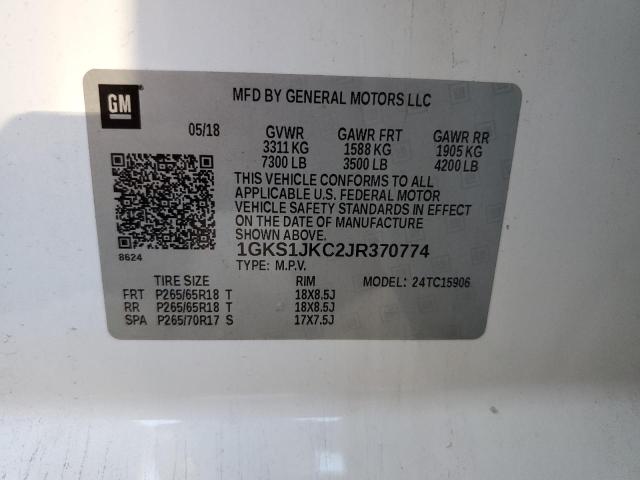 GM
MFD BY GENERAL MOTORS LLC
05/18 GVWR GAWR FRT GAWR RR
3311 KG 1588 KG 1905 KG
7300 LB 3500 LB 4200 LB
THIS VEHICLE CONFORMS TO ALL
APPLICABLE U.S. FEDERAL MOTOR
VEHICLE SAFETY STANDARDS IN EFFECT
ON THE DATE OF MANUFACTURE
SHOWN ABOVE.
8624
1GKS1JKC2JR370774
TYPE: M.P.V.
TIRE SIZE RIM MODEL: 24TC15906
FRT P265/65R18 T 18X8.5J
RR P265/65R18 T 18X8.5J
SPA P265/70R17 S 17X7.5J